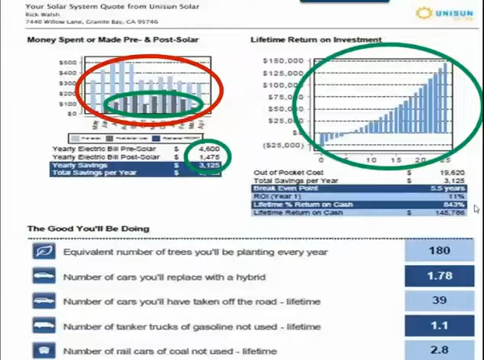 Your Solar System Quote from Unisun Solar
Rick Walsh
7440 Willow Lane, Granite Bay, CA 95746
UNISUN
Money Spent or Made Pre- & Post-Solar
$500
$400
$300
$200
$100
$0
Yearly Electric Bill Pre-Solar 4,600
Yearly Electric Bill Post-Solar 1,475
Yearly Savings 3,125
Total Savings per Year
Lifetime Return on Investment
$150,000
$125,000
$100,000
$75,000
$50,000
$25,000
$0
($25,000)
0 5 10 15 20 25
Out of Pocket Cost 19,620
Total Savings 3,125
Break Even Point 5.5 years
ROI (Year 1) 11%
Lifetime % Return on Cash 843%
Lifetime Return on Cash 145,786
The Good You'll Be Doing
Equivalent number of trees you'll be planting every year 180
Number of cars you'll replace with a hybrid 1.78
Number of cars you'll have taken off the road - lifetime 39
Number of tanker trucks of gasoline not used - lifetime 1.1
Number of rail cars of coal not used - lifetime 2.8